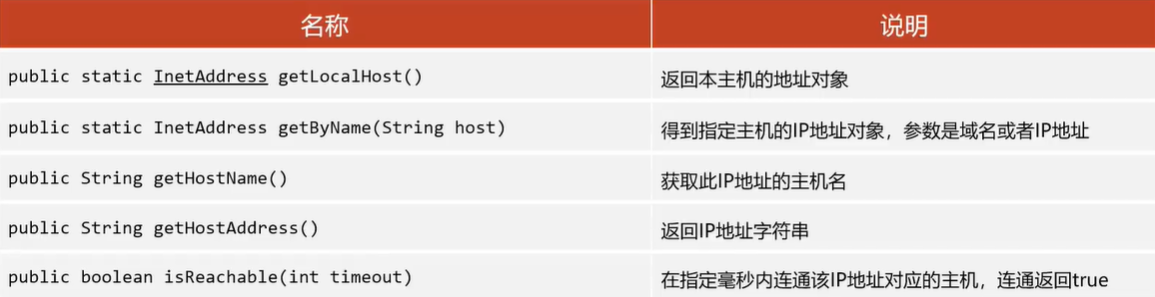 名称 说明
public static InetAddress getLocalHost() 返回本主机的地址对象
public static InetAddress getByName(String host) 得到指定主机的IP地址对象，参数是域名或者IP地址
public String getHostName() 获取此IP地址的主机名
public String getHostAddress() 返回IP地址字符串
public boolean isReachable(int timeout) 在指定毫秒内连通该IP地址对应的主机，连通返回true